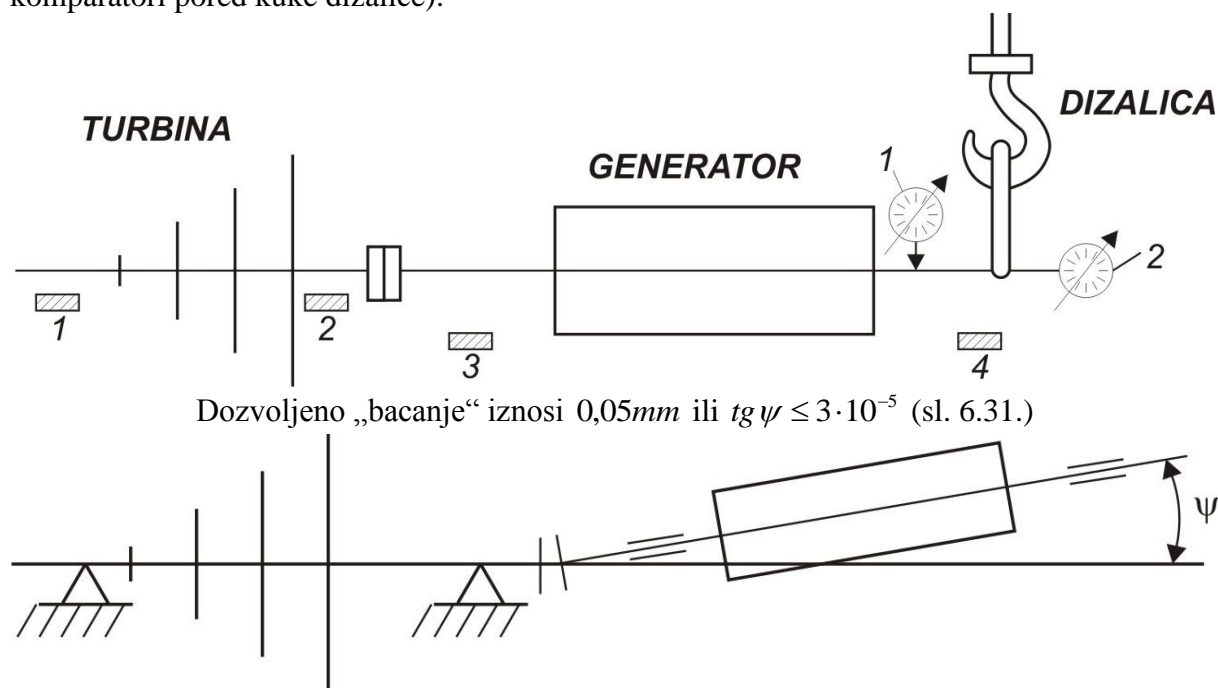 komparatori pored kuke dizalice).
TURBINA
DIZALICA
GENERATOR
1
2
1
2
3
4
Dozvoljeno „bacanje“ iznosi 0,05mm ili tg ψ ≤ 3·10⁻⁵ (sl. 6.31.)
ψ